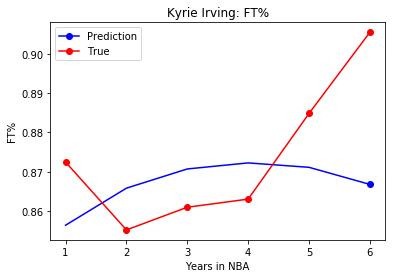 Kyrie Irving: FT%
Prediction
True
0.90
0.89
0.88
0.87
0.86
FT%
1 2 3 4 5 6
Years in NBA